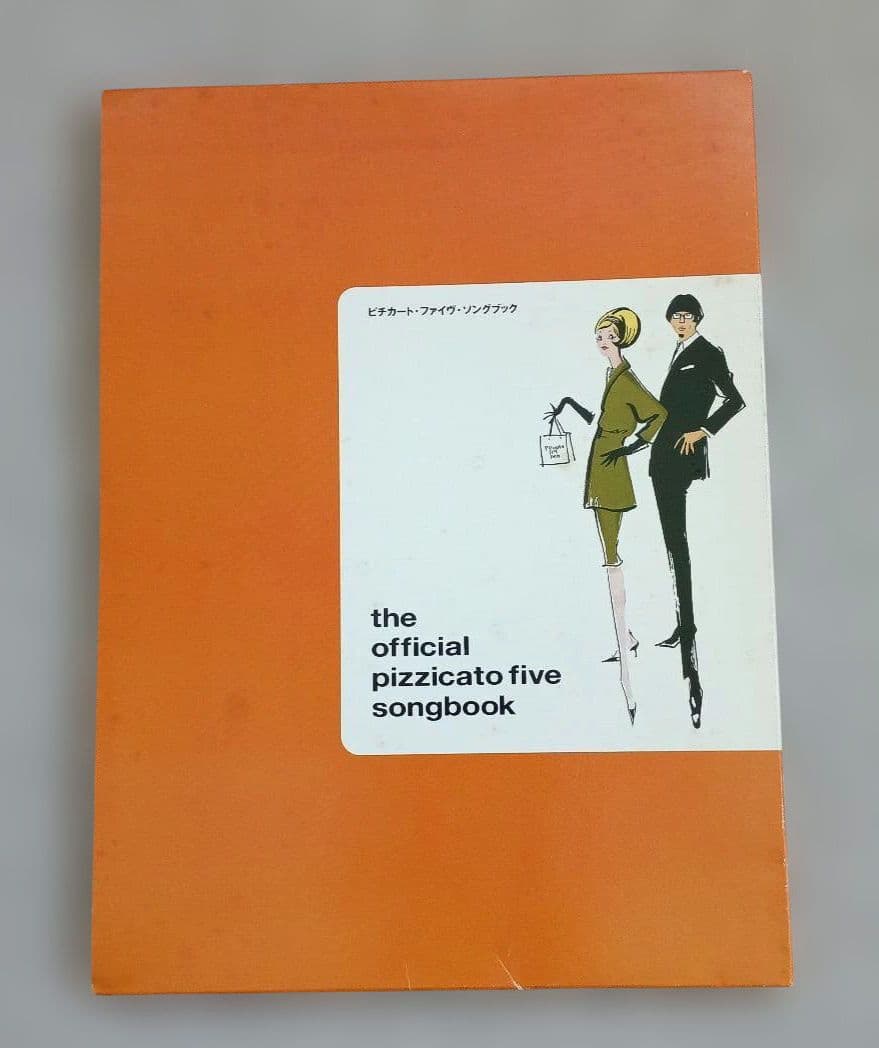 ピチカート・ファイヴ・ソングブック
the
official
pizzicato five
songbook